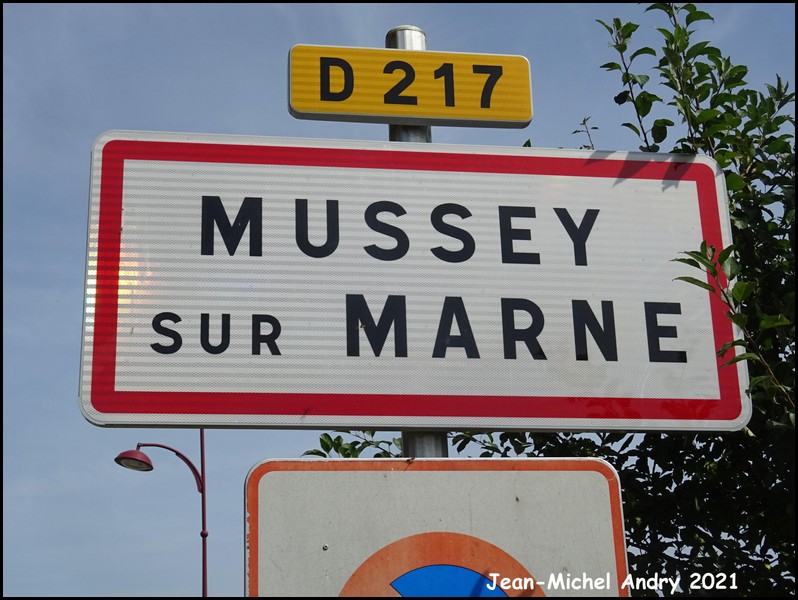 D 217
MUSSEY
SUR MARNE
Jean-Michel Andry 2021